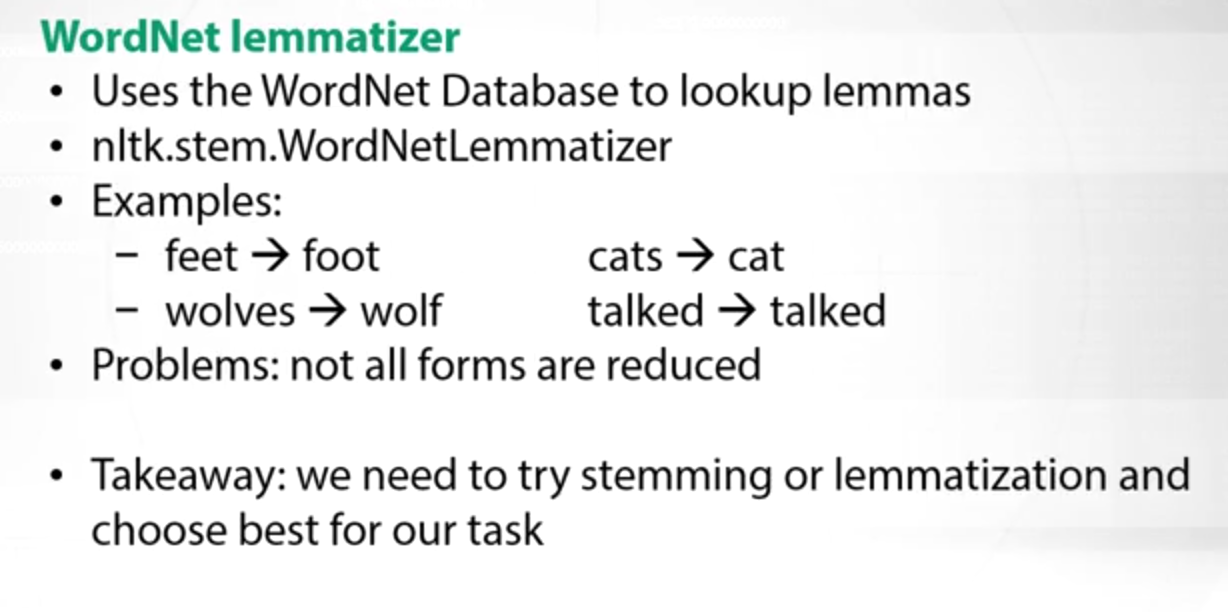 WordNet lemmatizer
• Uses the WordNet Database to lookup lemmas
• nltk.stem.WordNetLemmatizer
• Examples:
– feet → foot cats → cat
– wolves → wolf talked → talked
• Problems: not all forms are reduced
• Takeaway: we need to try stemming or lemmatization and
choose best for our task